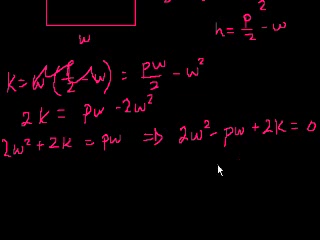 h = p/2 - w
w
K = w(p/2 - w) = pw/2 - w²
2K = pw - 2w²
2w² + 2K = pw ⇒ 2w² - pw + 2K = 0